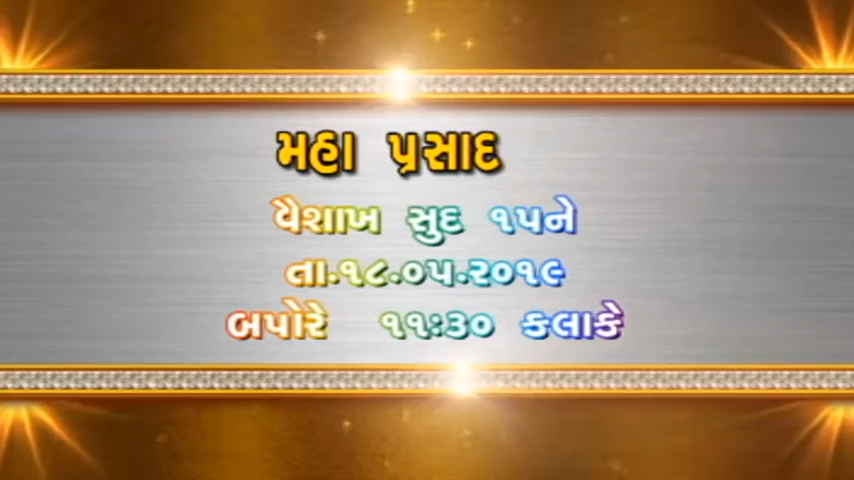 મહા પ્રસાદ
વૈશાખ સુદ ૧૫ને
તા.૧૮.૦૫.૨૦૧૯
બપોરે ૧૧:૩૦ કલાકે